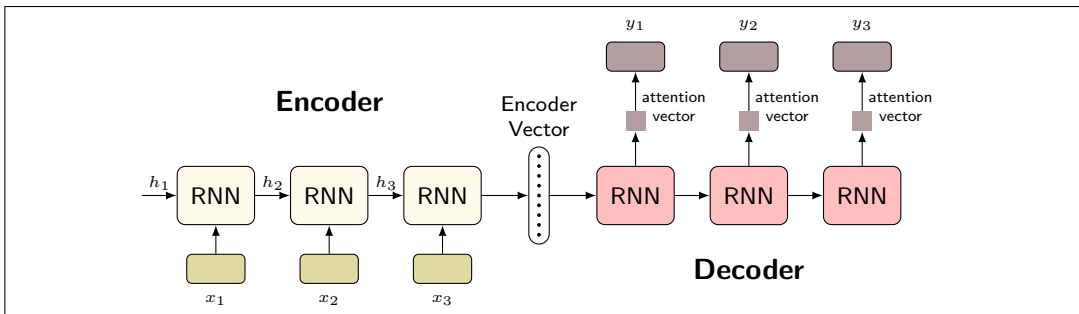 y₁ y₂ y₃
attention vector
attention vector
attention vector
Encoder
Encoder Vector
h₁ RNN h₂ RNN h₃ RNN
RNN RNN RNN
x₁ x₂ x₃
Decoder